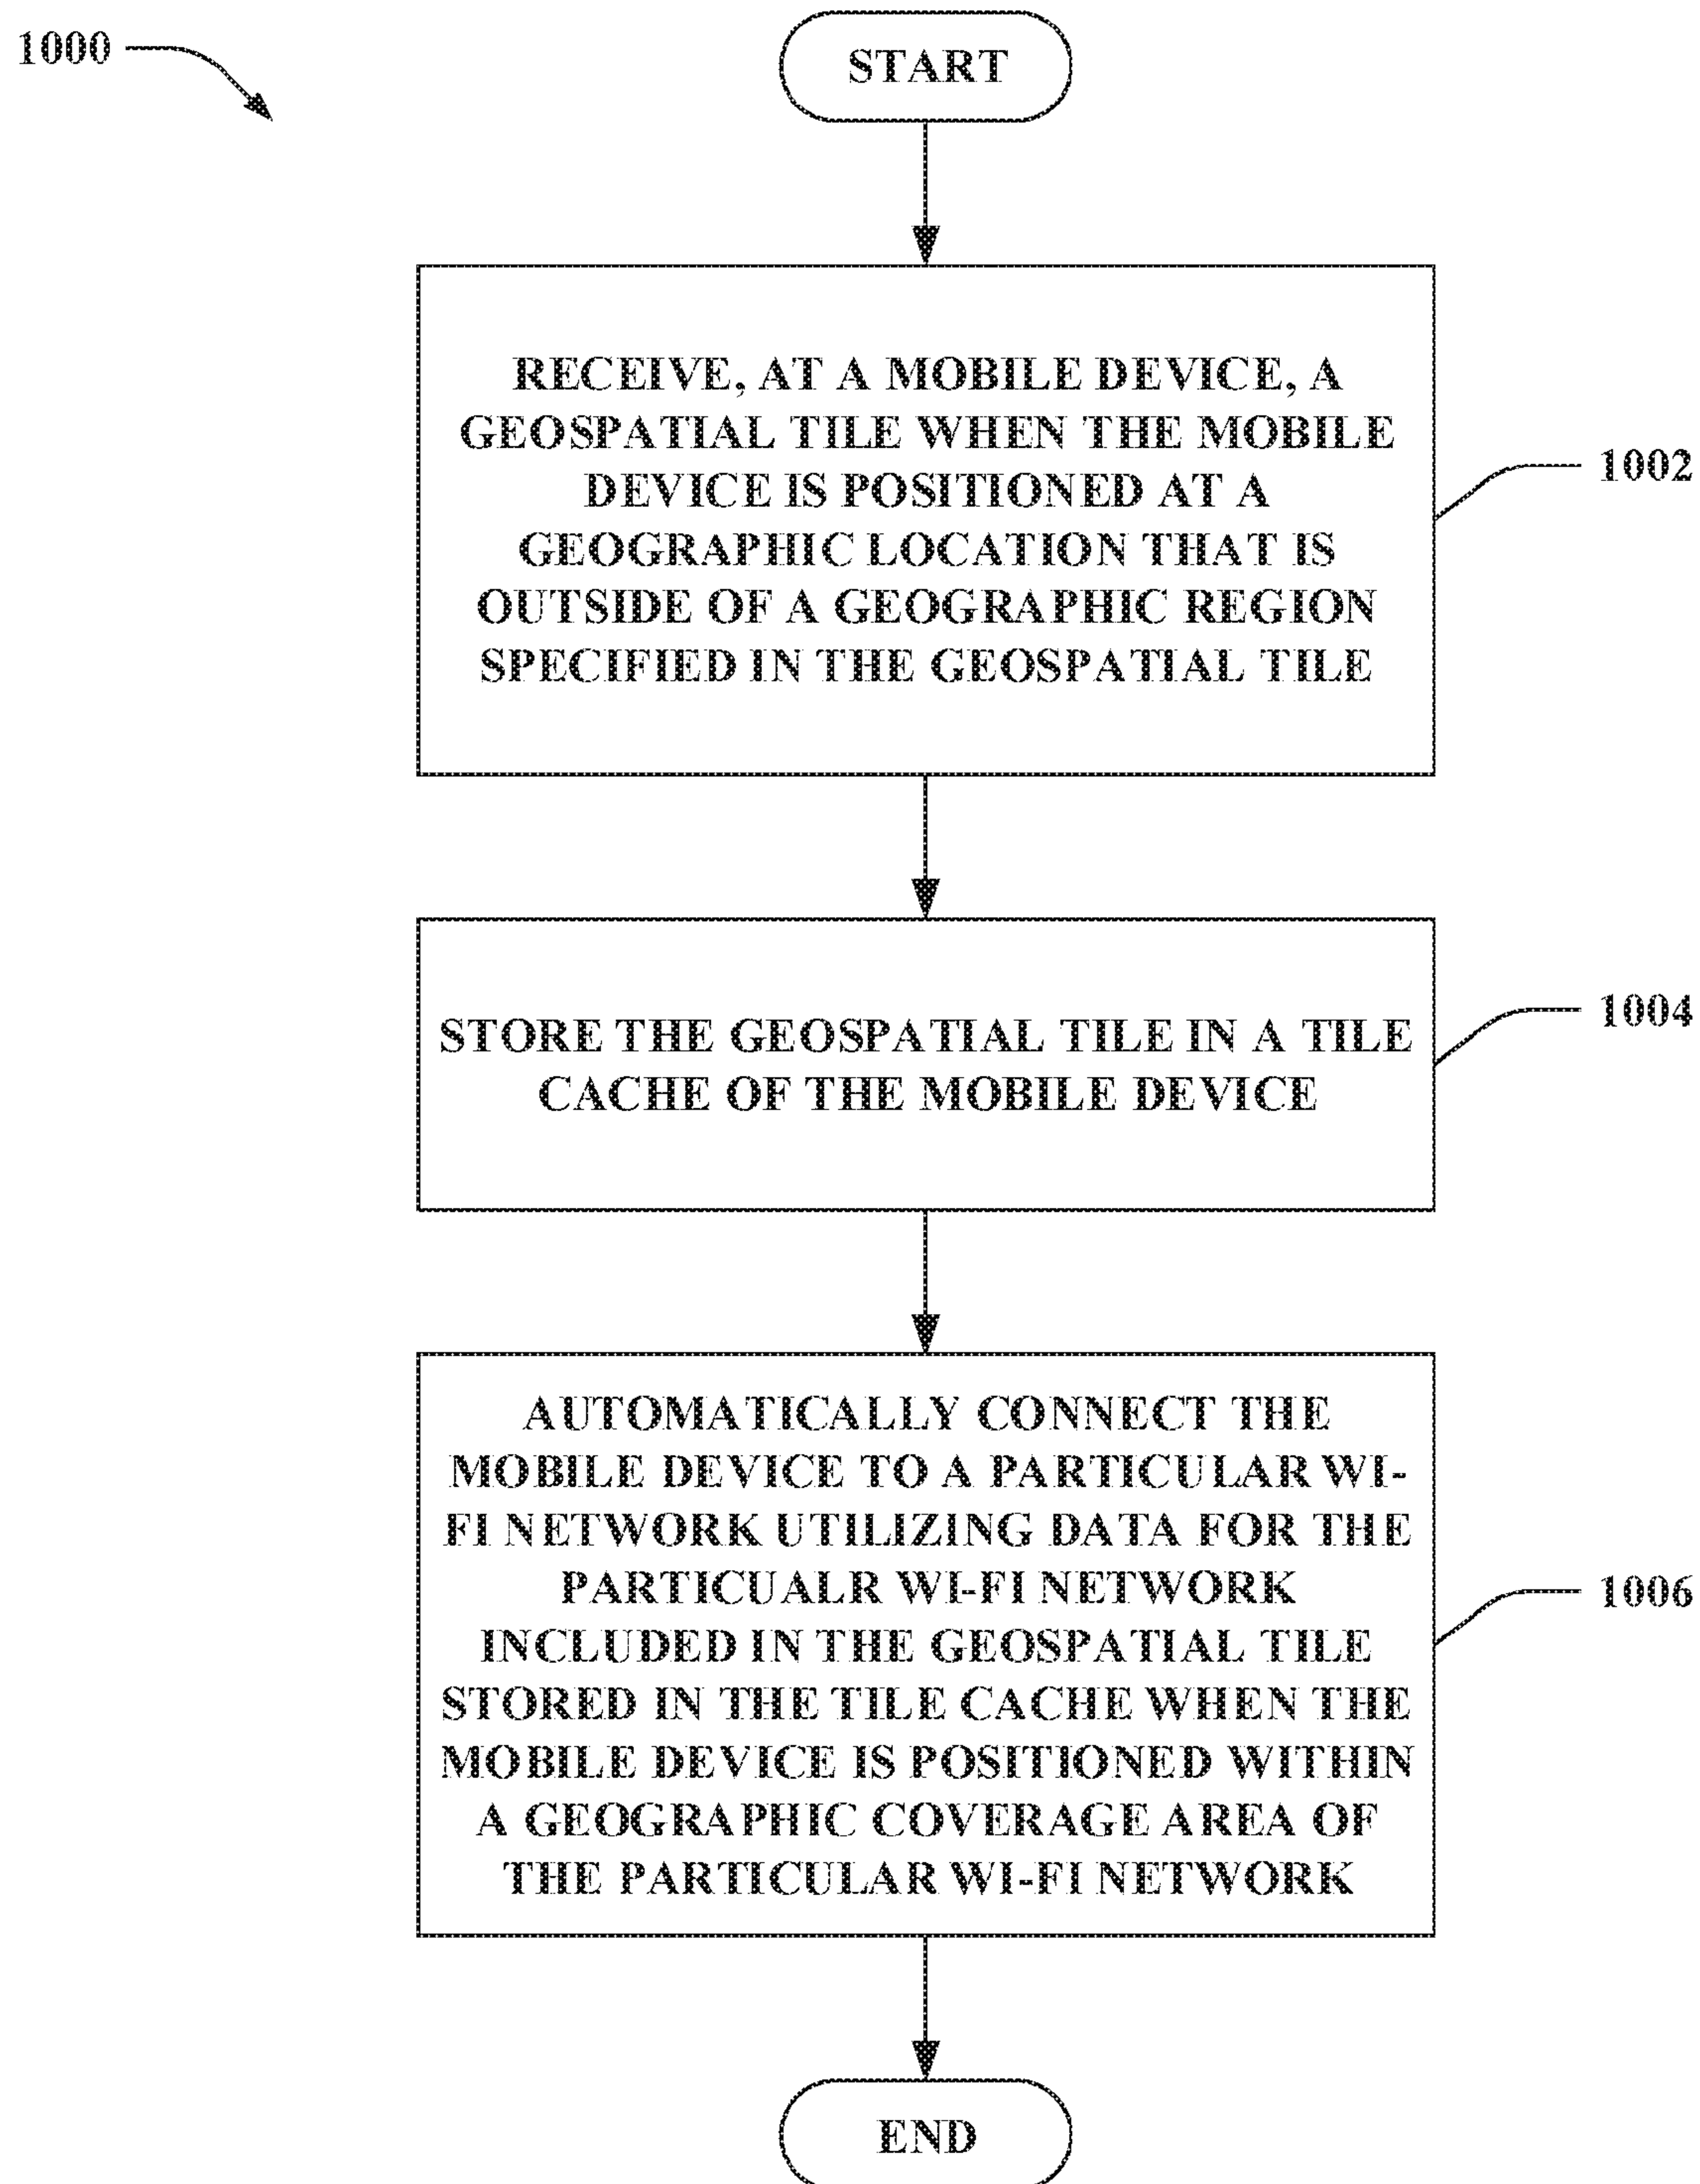 1000
START
RECEIVE, AT A MOBILE DEVICE, A
GEOSPATIAL TILE WHEN THE MOBILE
DEVICE IS POSITIONED AT A
GEOGRAPHIC LOCATION THAT IS
OUTSIDE OF A GEOGRAPHIC REGION
SPECIFIED IN THE GEOSPATIAL TILE
1002
STORE THE GEOSPATIAL TILE IN A TILE
CACHE OF THE MOBILE DEVICE
1004
AUTOMATICALLY CONNECT THE
MOBILE DEVICE TO A PARTICULAR WI-
FI NETWORK UTILIZING DATA FOR THE
PARTICUALR WI-FI NETWORK
INCLUDED IN THE GEOSPATIAL TILE
STORED IN THE TILE CACHE WHEN THE
MOBILE DEVICE IS POSITIONED WITHIN
A GEOGRAPHIC COVERAGE AREA OF
THE PARTICULAR WI-FI NETWORK
1006
END